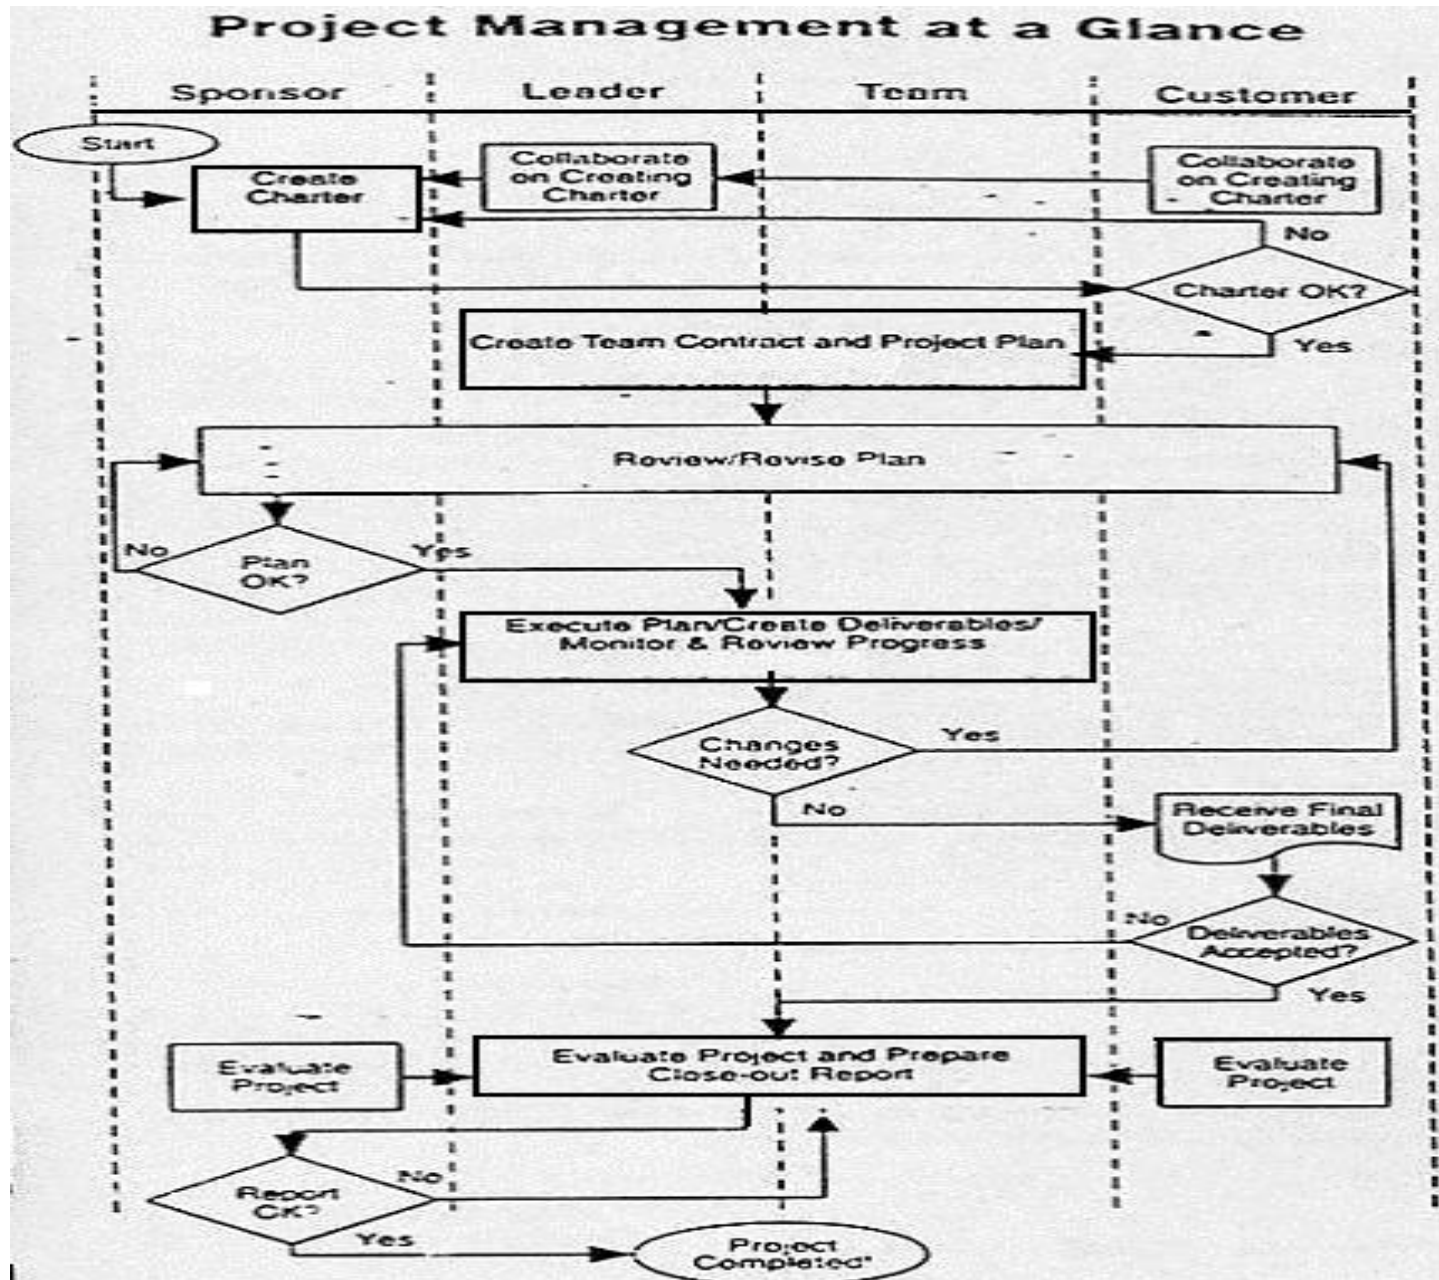 Project Management at a Glance
Sponsor
Leader
Team
Customer
Start
Create
Charter
Collaborate
on Creating
Charter
Collaborate
on Creating
Charter
No
Charter OK?
Yes
Create Team Contract and Project Plan
Review/Revise Plan
No
Plan
OK?
Yes
Execute Plan/Create Deliverables/
Monitor & Review Progress
Changes
Needed?
Yes
No
Receive Final
Deliverables
No
Deliverables
Accepted?
Yes
Evaluate
Project
Evaluate Project and Prepare
Close-out Report
Evaluate
Project
Report
OK?
No
Yes
Project
Completed*